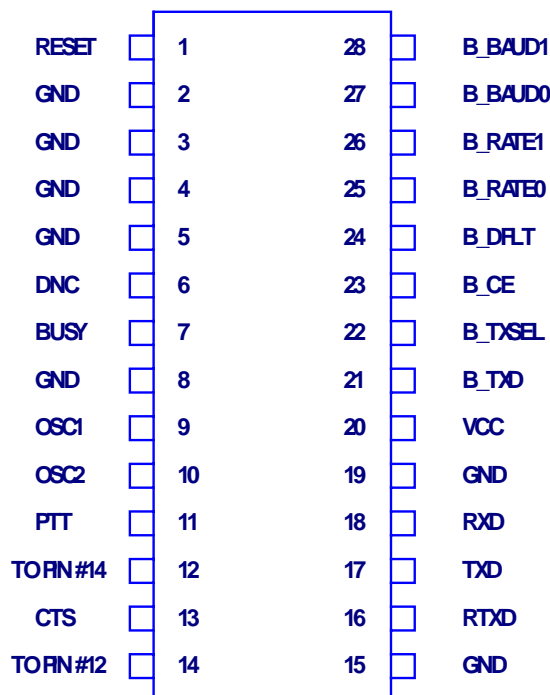 RESET 1 28 B_BAUD1
GND 2 27 B_BAUD0
GND 3 26 B_RATE1
GND 4 25 B_RATE0
GND 5 24 B_DFLT
DNC 6 23 B_CE
BUSY 7 22 B_TXSEL
GND 8 21 B_TXD
OSC1 9 20 VCC
OSC2 10 19 GND
PTT 11 18 RXD
TO PIN #14 12 17 TXD
CTS 13 16 RTXD
TO PIN #12 14 15 GND